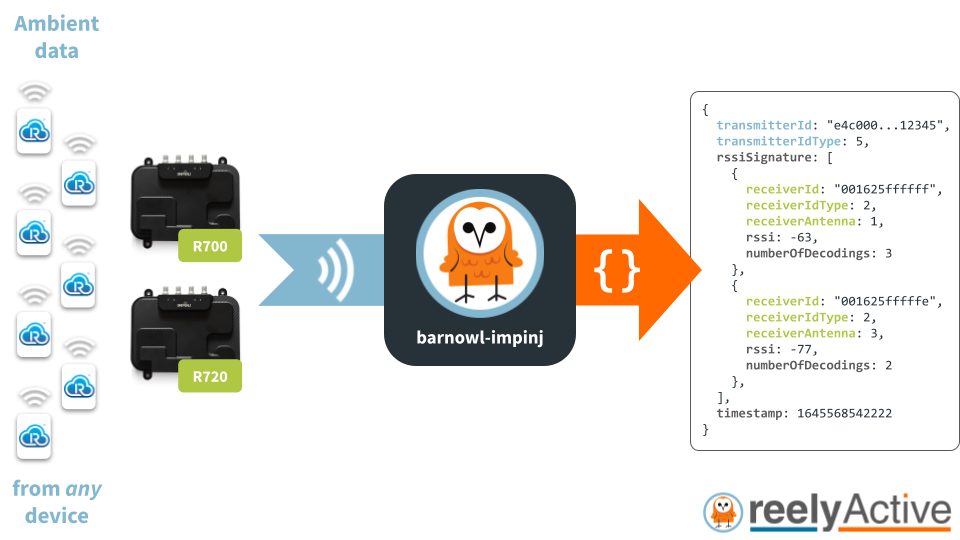 Ambient
data
R
R
R
R
R
R
R
IMPINJ
R700
IMPINJ
R720
from any
device
barnowl-impinj
{}
{
transmitterId: "e4c000...12345",
transmitterIdType: 5,
rssiSignature: [
{
receiverId: "001625ffffff",
receiverIdType: 2,
receiverAntenna: 1,
rssi: -63,
numberOfDecodings: 3
},
{
receiverId: "001625fffffe",
receiverIdType: 2,
receiverAntenna: 3,
rssi: -77,
numberOfDecodings: 2
},
],
timestamp: 1645568542222
}
reelyActive